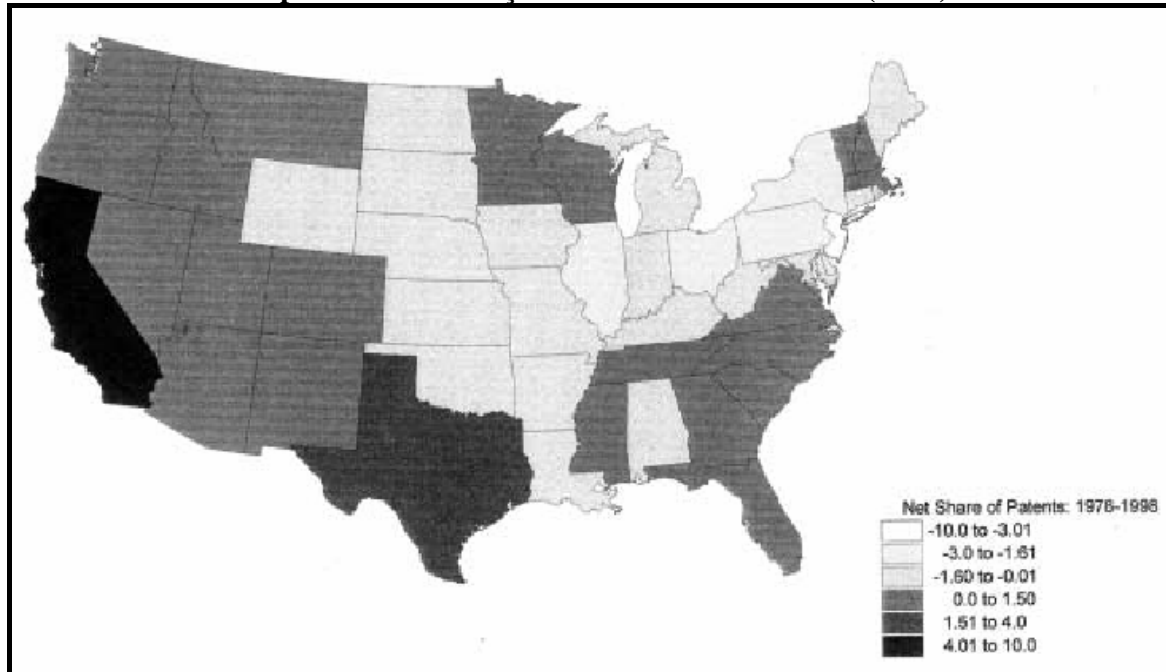 Net Share of Patents: 1976-1998
-10.0 to -3.01
-3.0 to -1.61
-1.60 to -0.01
0.0 to 1.50
1.51 to 4.0
4.01 to 10.0